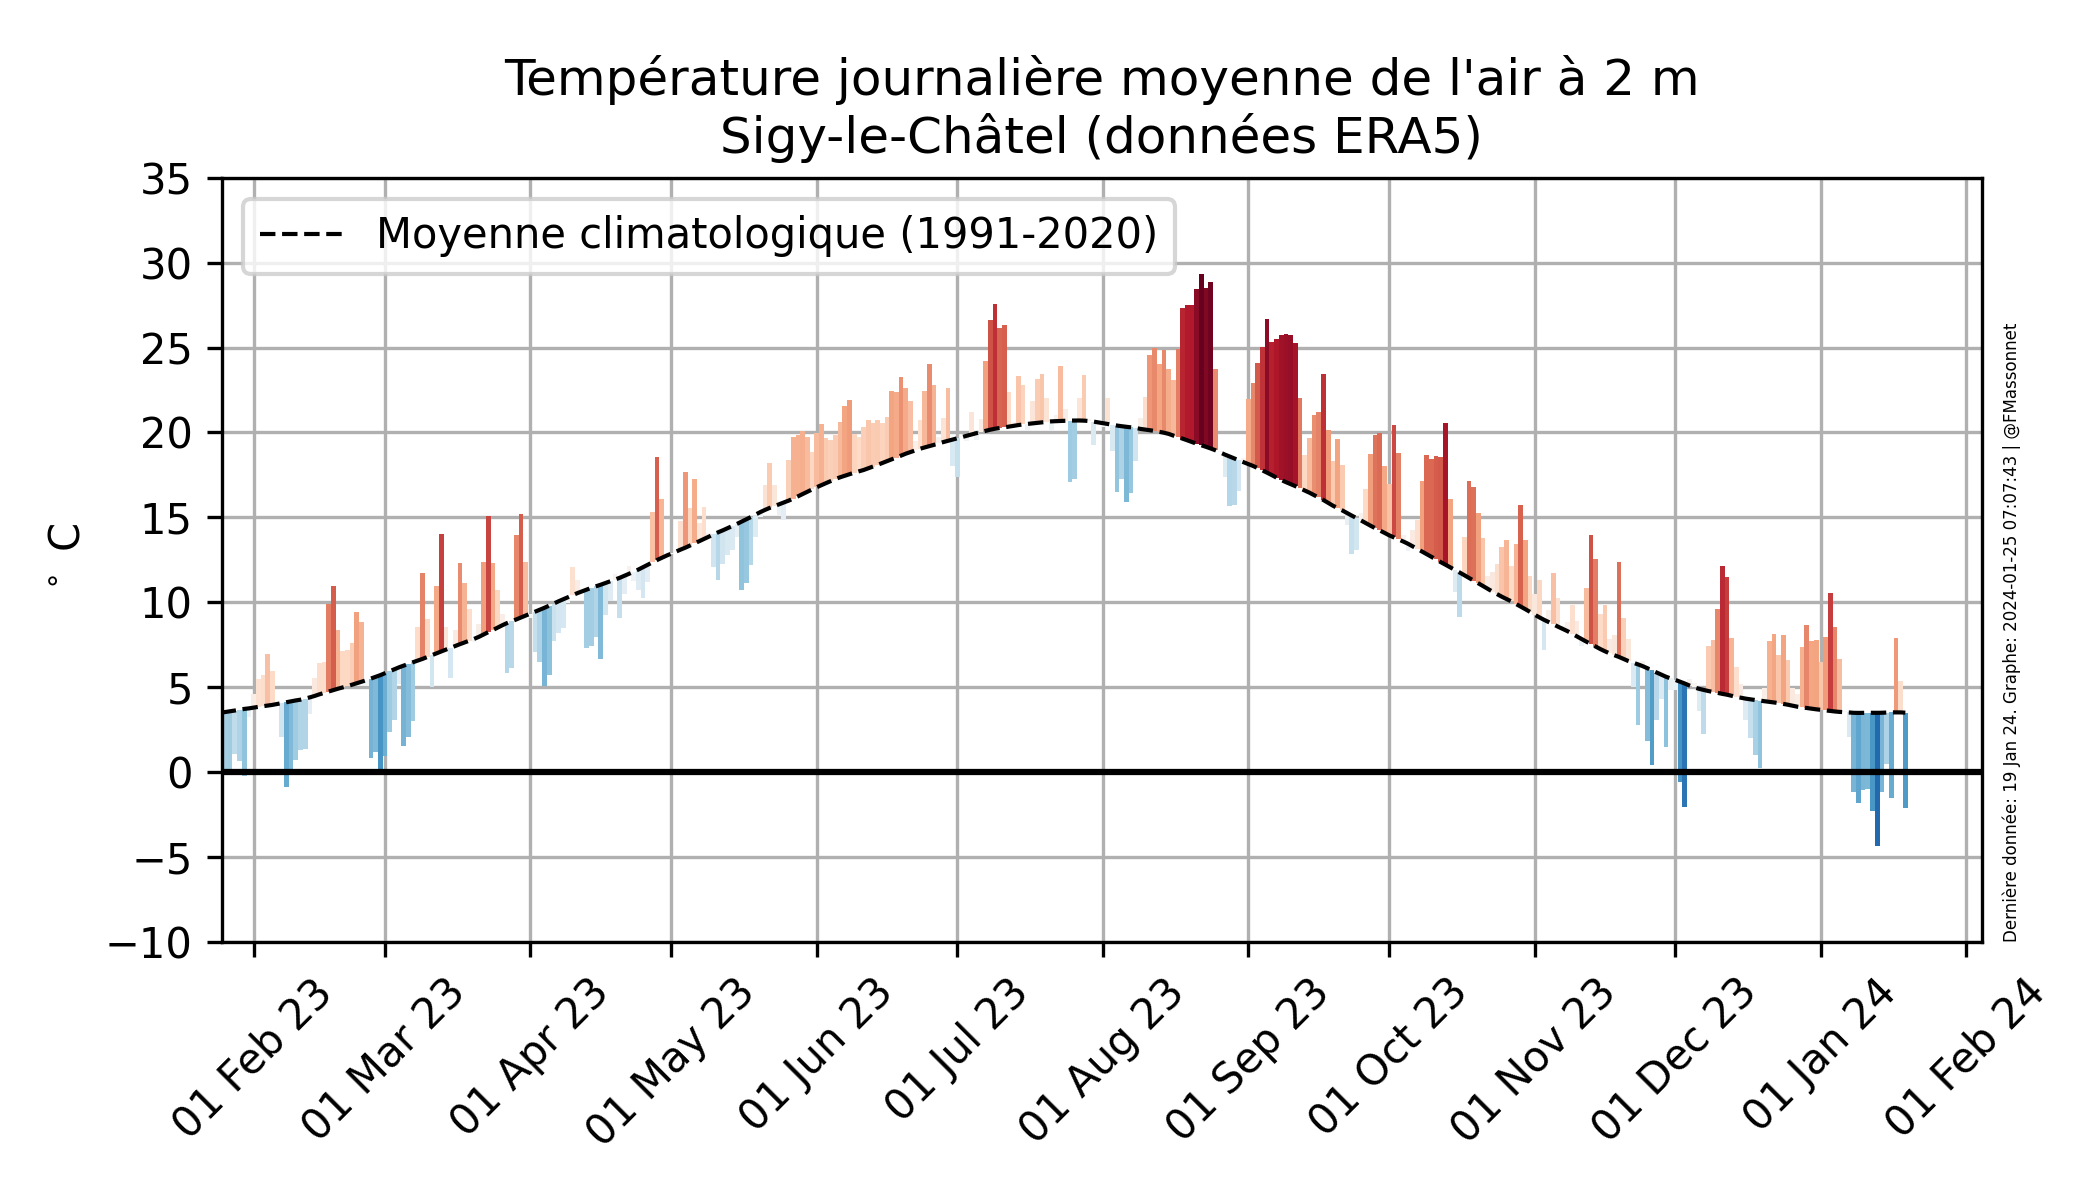 Température journalière moyenne de l'air à 2 m
Sigy-le-Châtel (données ERA5)
Moyenne climatologique (1991-2020)
° C
35
30
25
20
15
10
5
0
−5
−10
01 Feb 23
01 Mar 23
01 Apr 23
01 May 23
01 Jun 23
01 Jul 23
01 Aug 23
01 Sep 23
01 Oct 23
01 Nov 23
01 Dec 23
01 Jan 24
01 Feb 24
Dernière donnée: 19 Jan 24. Graphe: 2024-01-25 07:07:43 | @FMassonnet